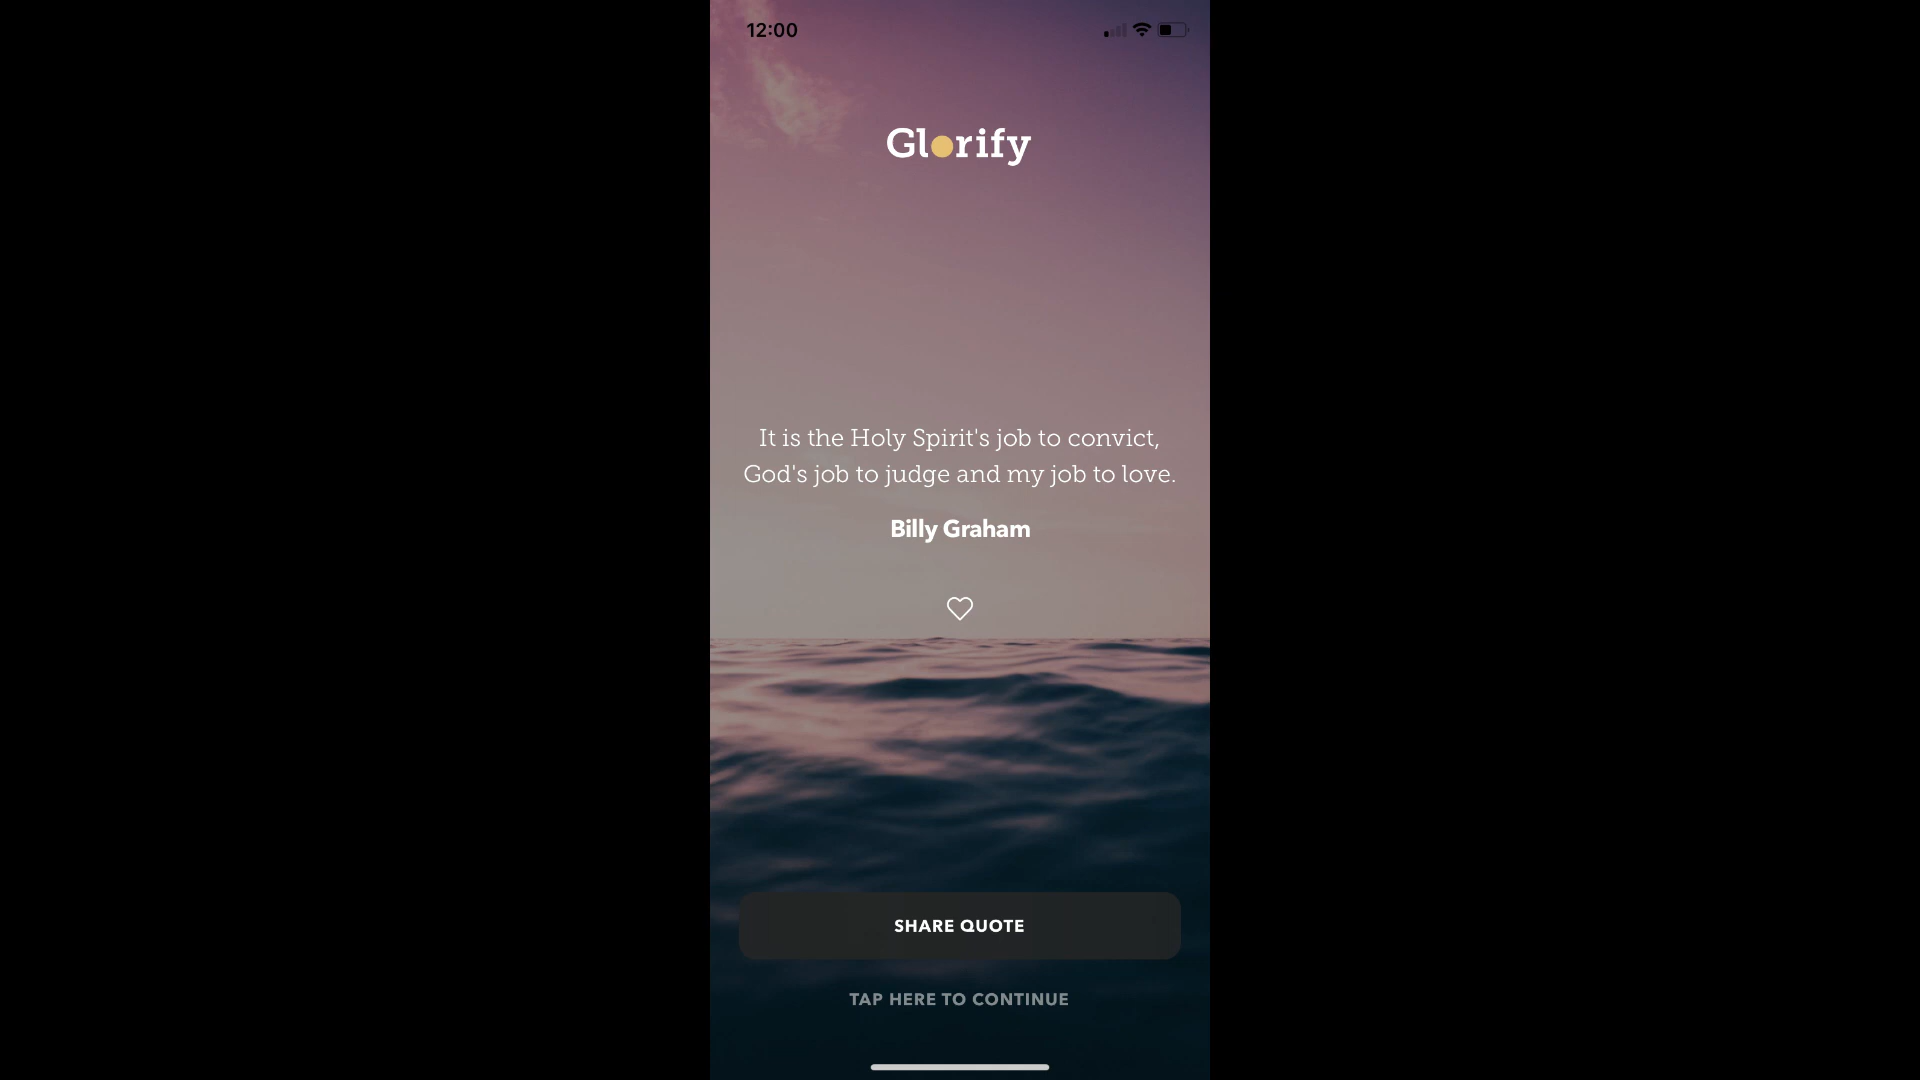 12:00
Glorify
It is the Holy Spirit's job to convict,
God's job to judge and my job to love.
Billy Graham
SHARE QUOTE
TAP HERE TO CONTINUE